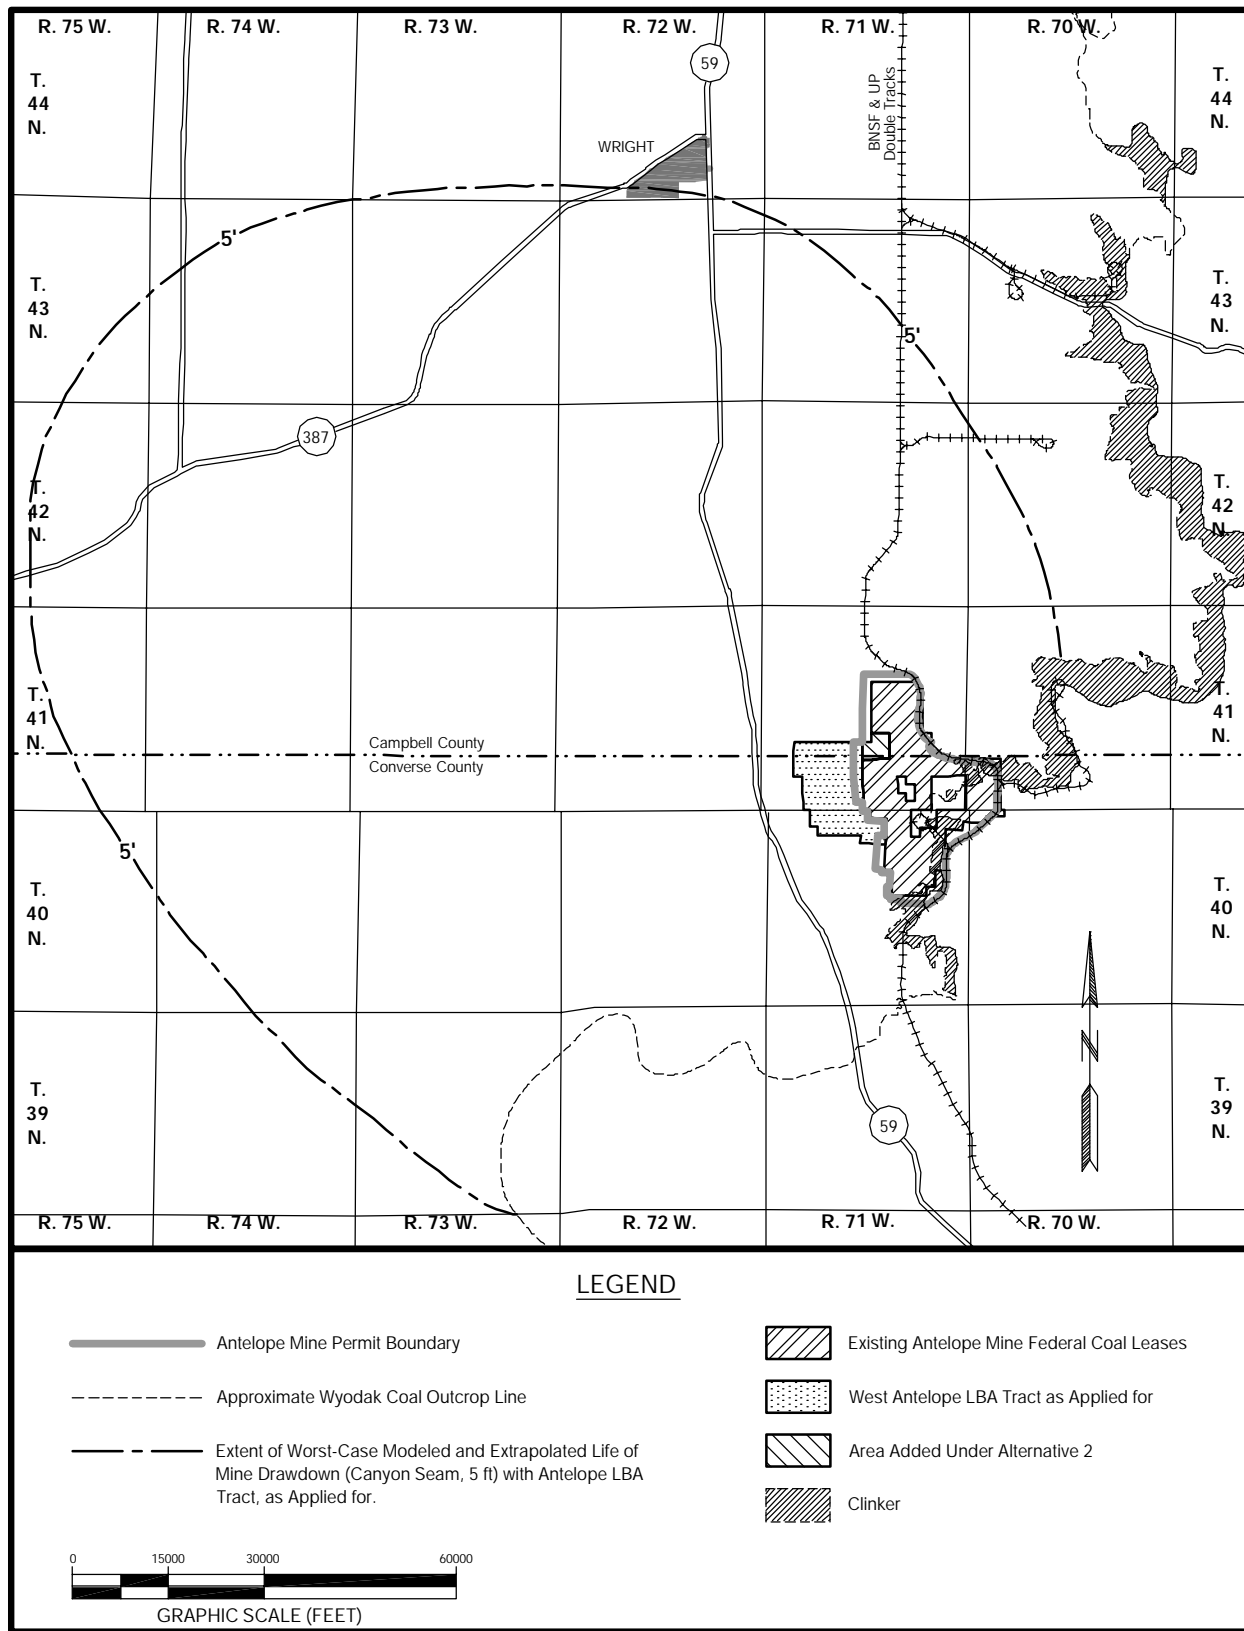 R. 75 W.
R. 74 W.
R. 73 W.
R. 72 W.
R. 71 W.
R. 70 W.
T.
44
N.
T.
44
N.
59
BNSF & UP
Double Tracks
WRIGHT
5'
T.
43
N.
T.
43
N.
5'
387
T.
42
N.
T.
42
N.
T.
41
N.
T.
41
N.
Campbell County
Converse County
5'
T.
40
N.
T.
40
N.
N
T.
39
N.
T.
39
N.
59
R. 75 W.
R. 74 W.
R. 73 W.
R. 72 W.
R. 71 W.
R. 70 W.
LEGEND
Antelope Mine Permit Boundary
Approximate Wyodak Coal Outcrop Line
Extent of Worst-Case Modeled and Extrapolated Life of
Mine Drawdown (Canyon Seam, 5 ft) with Antelope LBA
Tract, as Applied for.
Existing Antelope Mine Federal Coal Leases
West Antelope LBA Tract as Applied for
Area Added Under Alternative 2
Clinker
0
15000
30000
60000
GRAPHIC SCALE (FEET)